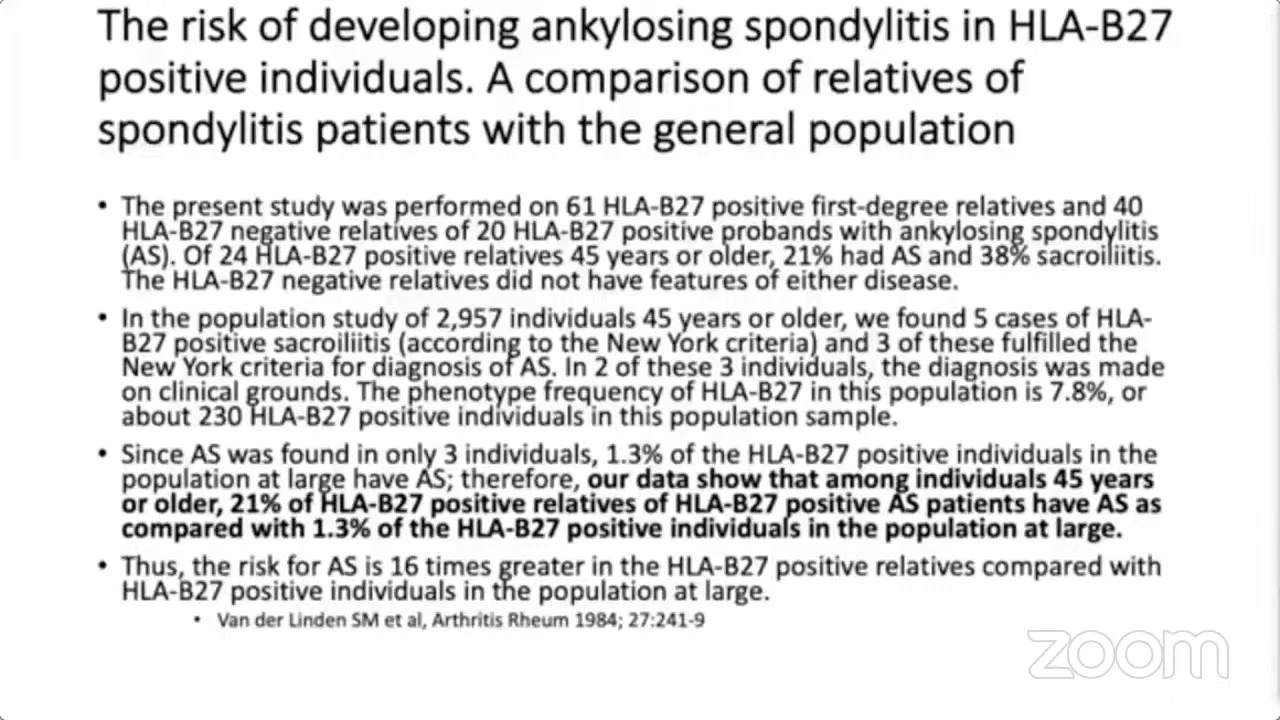 The risk of developing ankylosing spondylitis in HLA-B27
positive individuals. A comparison of relatives of
spondylitis patients with the general population
• The present study was performed on 61 HLA-B27 positive first-degree relatives and 40
HLA-B27 negative relatives of 20 HLA-B27 positive probands with ankylosing spondylitis
(AS). Of 24 HLA-B27 positive relatives 45 years or older, 21% had AS and 38% sacroiliitis.
The HLA-B27 negative relatives did not have features of either disease.
• In the population study of 2,957 individuals 45 years or older, we found 5 cases of HLA-
B27 positive sacroiliitis (according to the New York criteria) and 3 of these fulfilled the
New York criteria for diagnosis of AS. In 2 of these 3 individuals, the diagnosis was made
on clinical grounds. The phenotype frequency of HLA-B27 in this population is 7.8%, or
about 230 HLA-B27 positive individuals in this population sample.
• Since AS was found in only 3 individuals, 1.3% of the HLA-B27 positive individuals in the
population at large have AS; therefore, our data show that among individuals 45 years
or older, 21% of HLA-B27 positive relatives of HLA-B27 positive AS patients have AS as
compared with 1.3% of the HLA-B27 positive individuals in the population at large.
• Thus, the risk for AS is 16 times greater in the HLA-B27 positive relatives compared with
HLA-B27 positive individuals in the population at large.
• Van der Linden SM et al, Arthritis Rheum 1984; 27:241-9
zoom